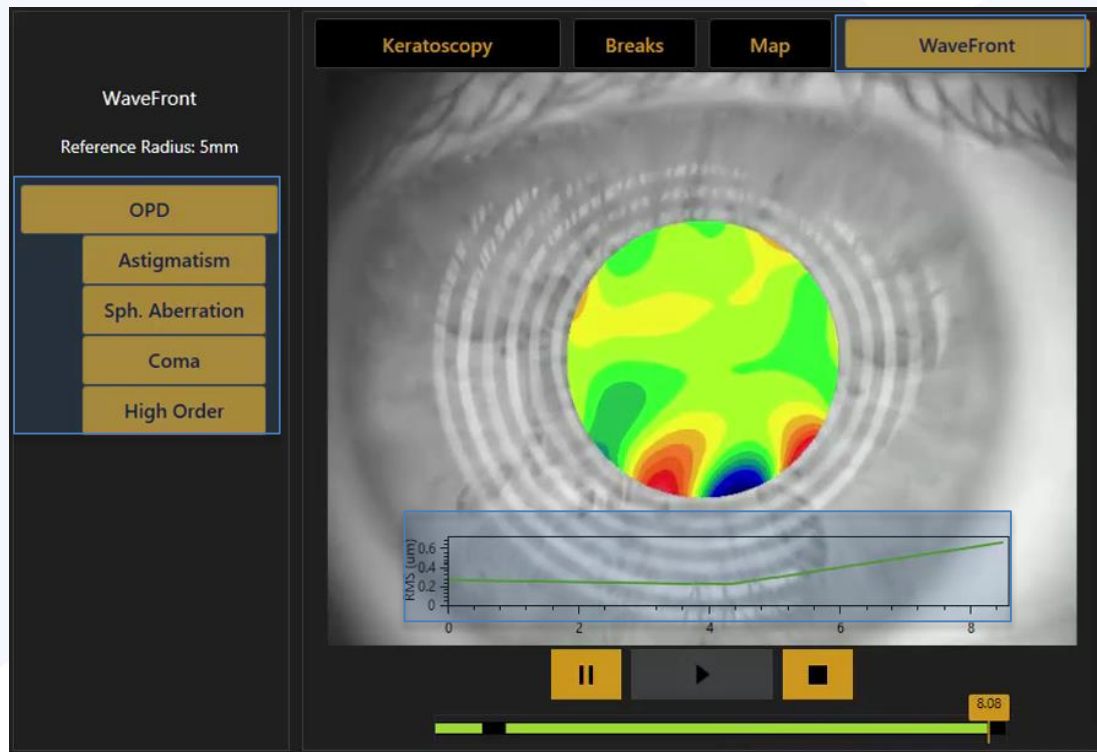 Keratoscopy
Breaks
Map
WaveFront
WaveFront
Reference Radius: 5mm
OPD
Astigmatism
Sph. Aberration
Coma
High Order
RMS (um)
0.6
0.4
0.2
0
0 2 4 6 8
8.08